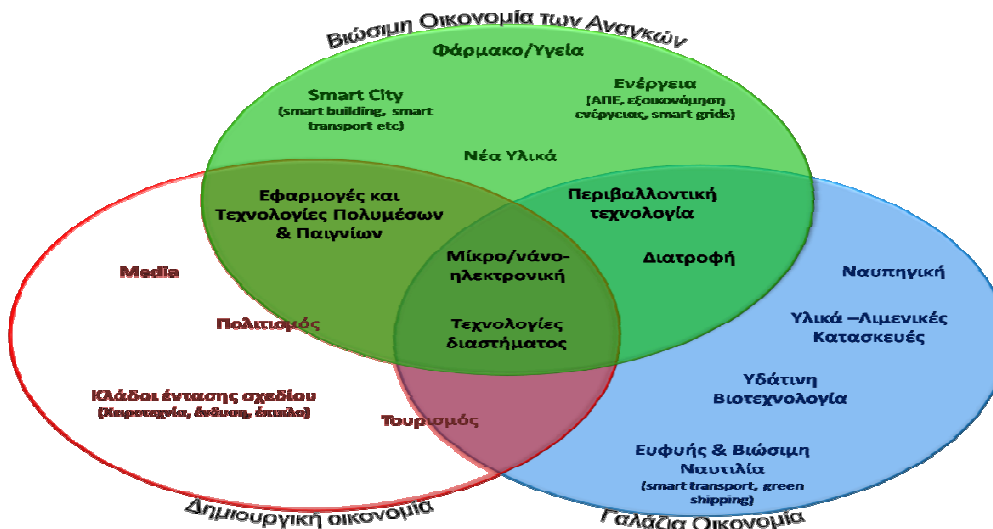 Βιώσιμη Οικονομία των Αναγκών
Φάρμακο/Υγεία
Smart City
(smart building, smart
transport etc)
Ενέργεια
(ΑΠΕ, εξοικονόμηση
ενέργειας, smart grids)
Νέα Υλικά
Εφαρμογές και
Τεχνολογίες Πολυμέσων
& Παιγνίων
Περιβαλλοντική
τεχνολογία
Μίκρο/νάνο-
ηλεκτρονική
Διατροφή
Media
Ναυπηγική
Πολιτισμός
Τεχνολογίες
διαστήματος
Υλικά –Λιμενικές
Κατασκευές
Κλάδοι έντασης σχεδίου
(Χειροτεχνία, ένδυση, έπιπλο)
Τουρισμός
Υδάτινη
Βιοτεχνολογία
Ευφυής & Βιώσιμη
Ναυτιλία
(smart transport, green
shipping)
Δημιουργική οικονομία
Γαλάζια Οικονομία